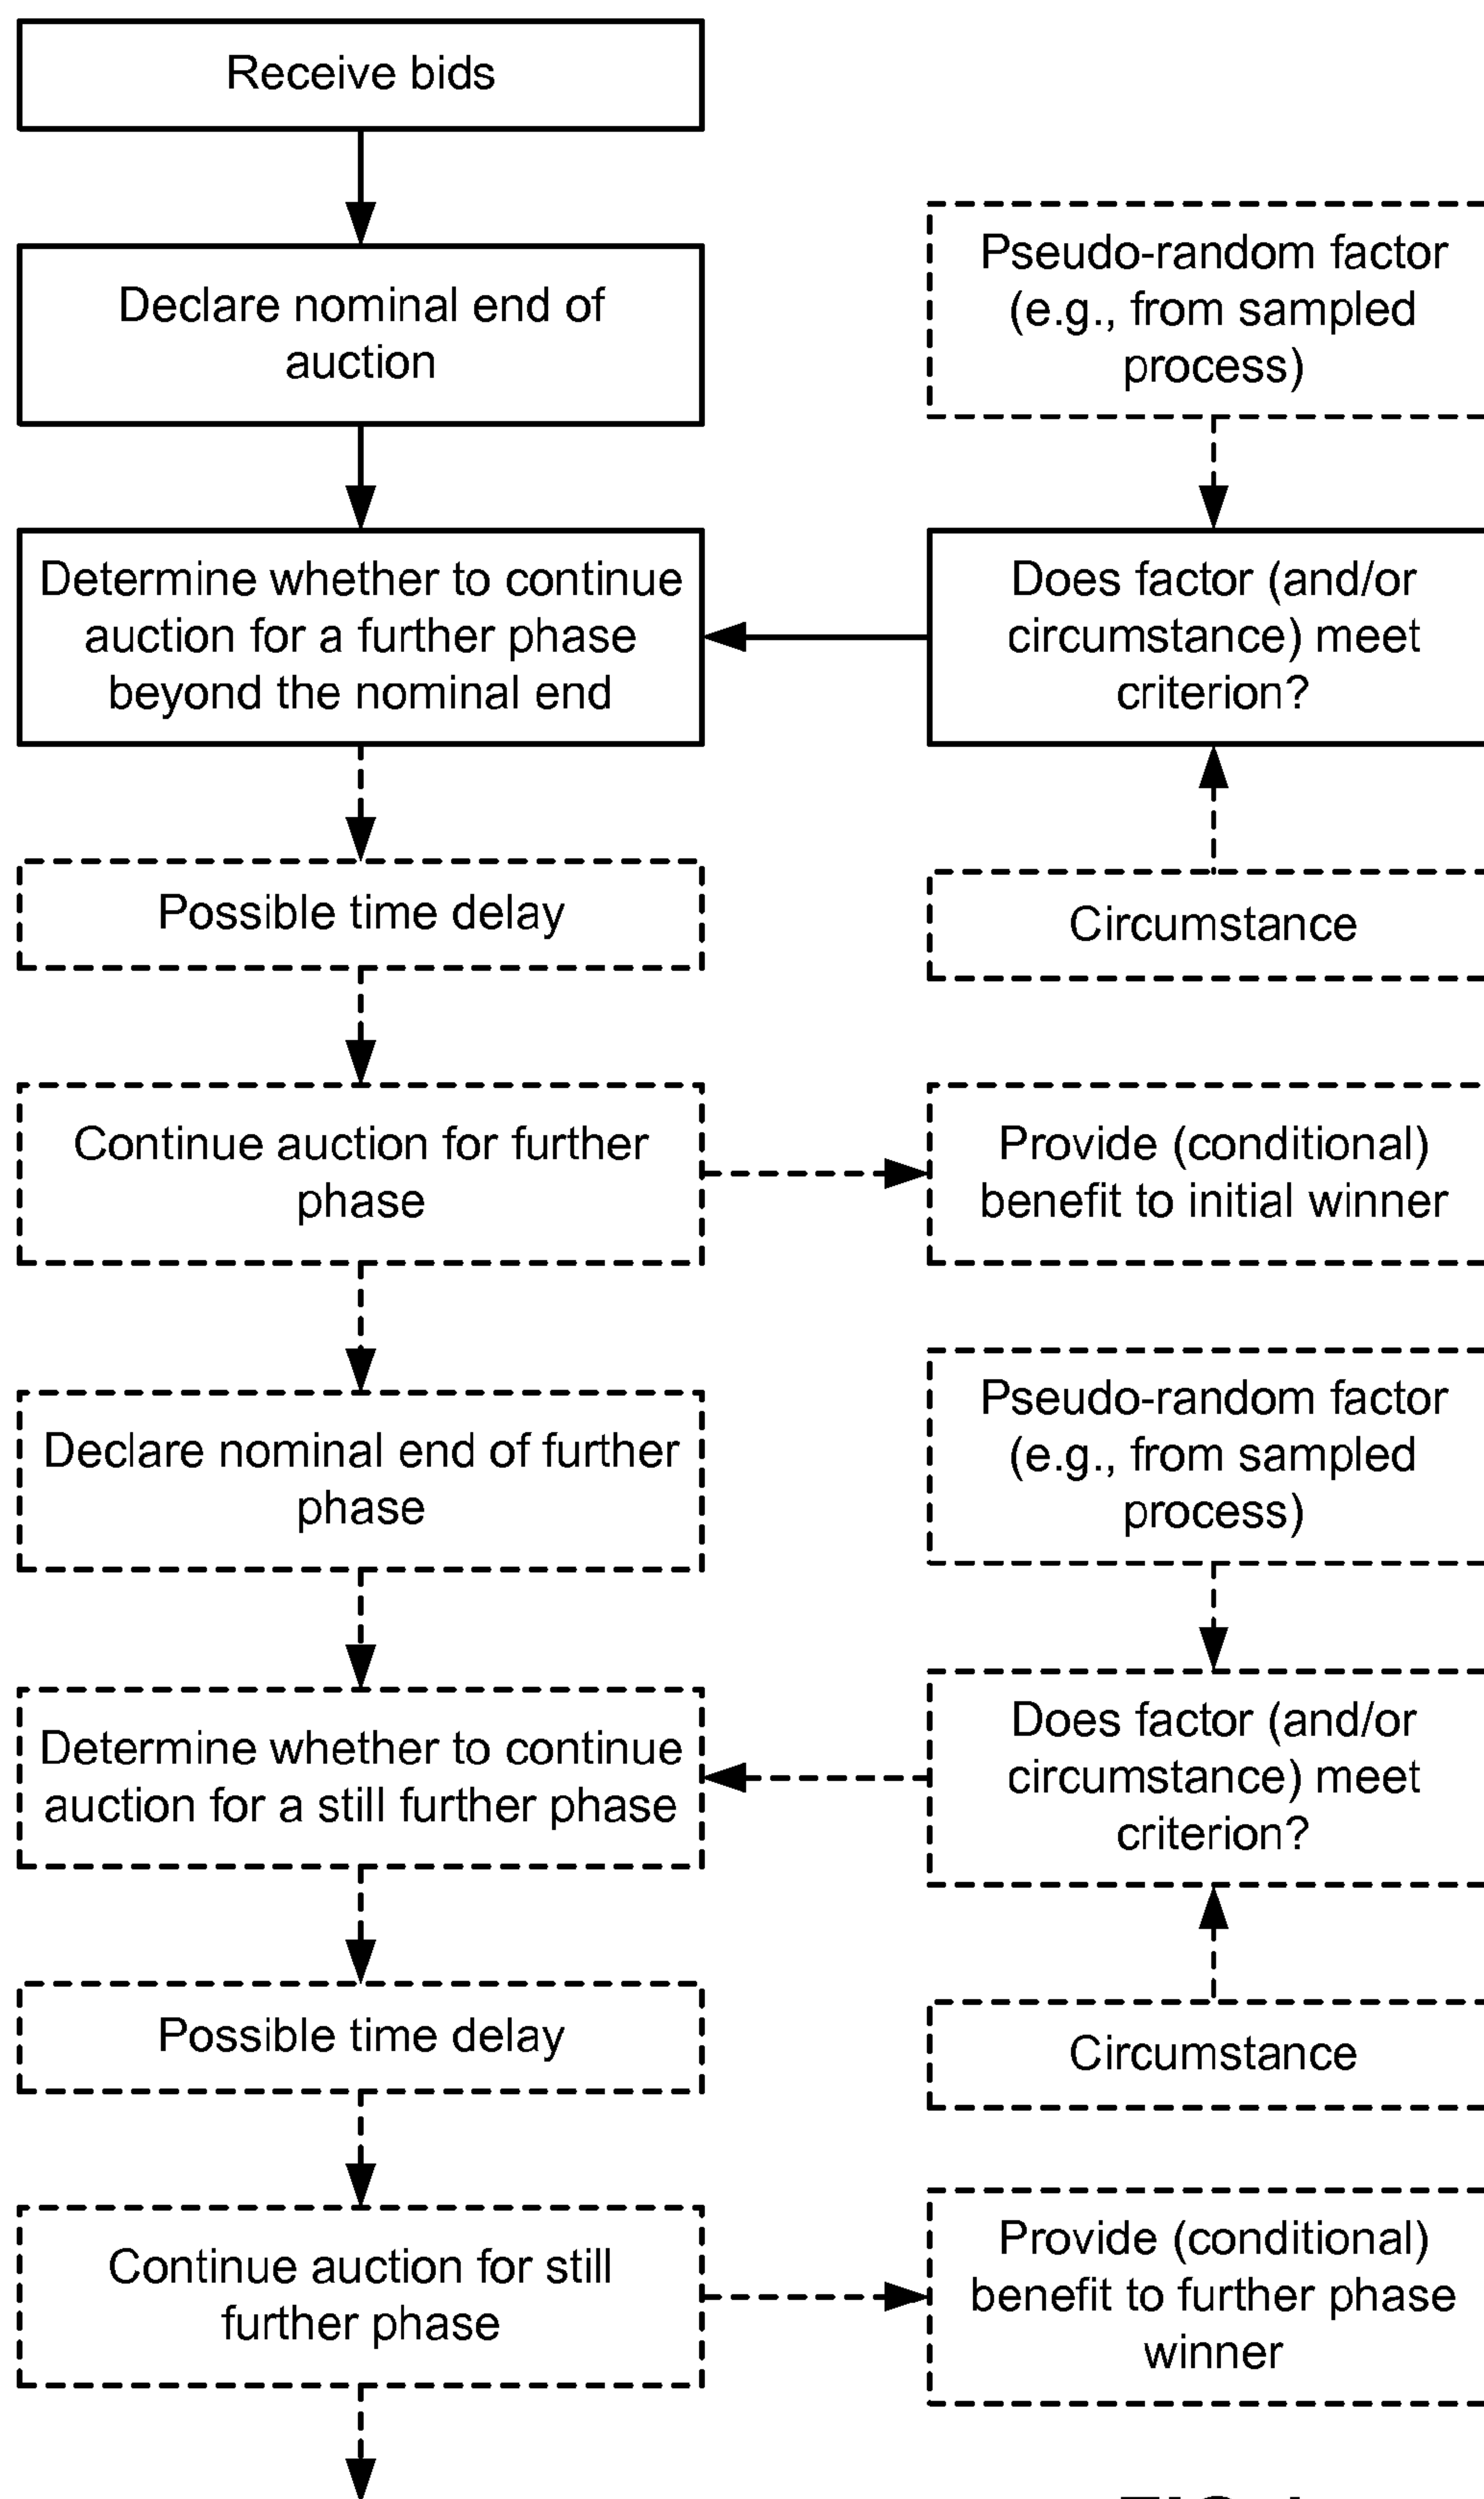 Receive bids
Declare nominal end of
auction
Pseudo-random factor
(e.g., from sampled
process)
Determine whether to continue
auction for a further phase
beyond the nominal end
Does factor (and/or
circumstance) meet
criterion?
Possible time delay
Circumstance
Continue auction for further
phase
Provide (conditional)
benefit to initial winner
Declare nominal end of further
phase
Pseudo-random factor
(e.g., from sampled
process)
Determine whether to continue
auction for a still further phase
Does factor (and/or
circumstance) meet
criterion?
Possible time delay
Circumstance
Continue auction for still
further phase
Provide (conditional)
benefit to further phase
winner